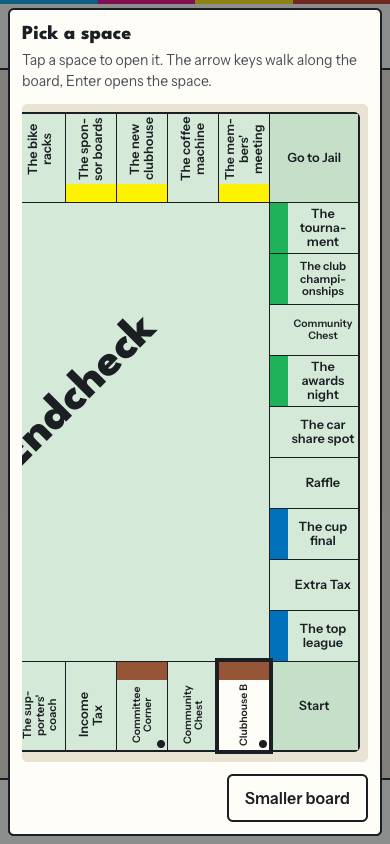 Pick a space
Tap a space to open it. The arrow keys walk along the
board, Enter opens the space.
The bike
racks
The spon-
sor boards
The new
clubhouse
The coffee
machine
The mem-
bers'
meeting
Go to Jail
The
tourna-
ment
The club
champi-
onships
Community
Chest
The
awards
night
The car
share spot
Raffle
The cup
final
Extra Tax
The top
league
endcheck
The sup-
porters'
coach
Income
Tax
Committee
Corner
Community
Chest
Clubhouse B
Start
Smaller board